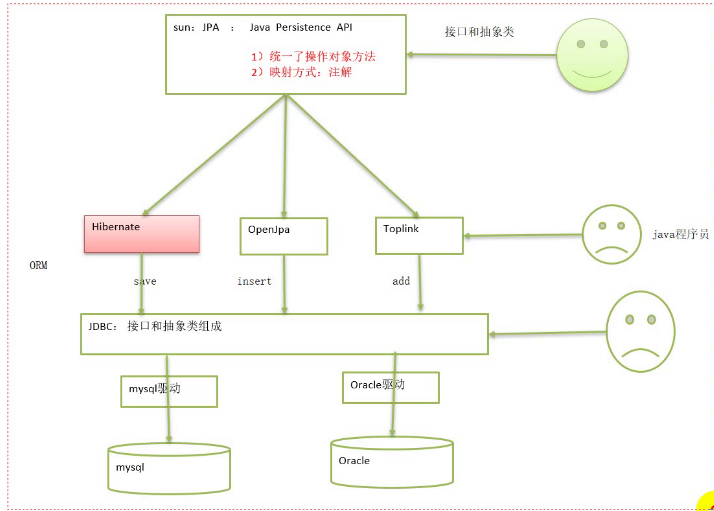 sun: JPA : Java Persistence API
接口和抽象类
1）统一了操作对象方法
2）映射方式：注解
Hibernate
OpenJpa
Toplink
java程序员
ORM
save
insert
add
JDBC： 接口和抽象类组成
mysql驱动
Oracle驱动
mysql
Oracle